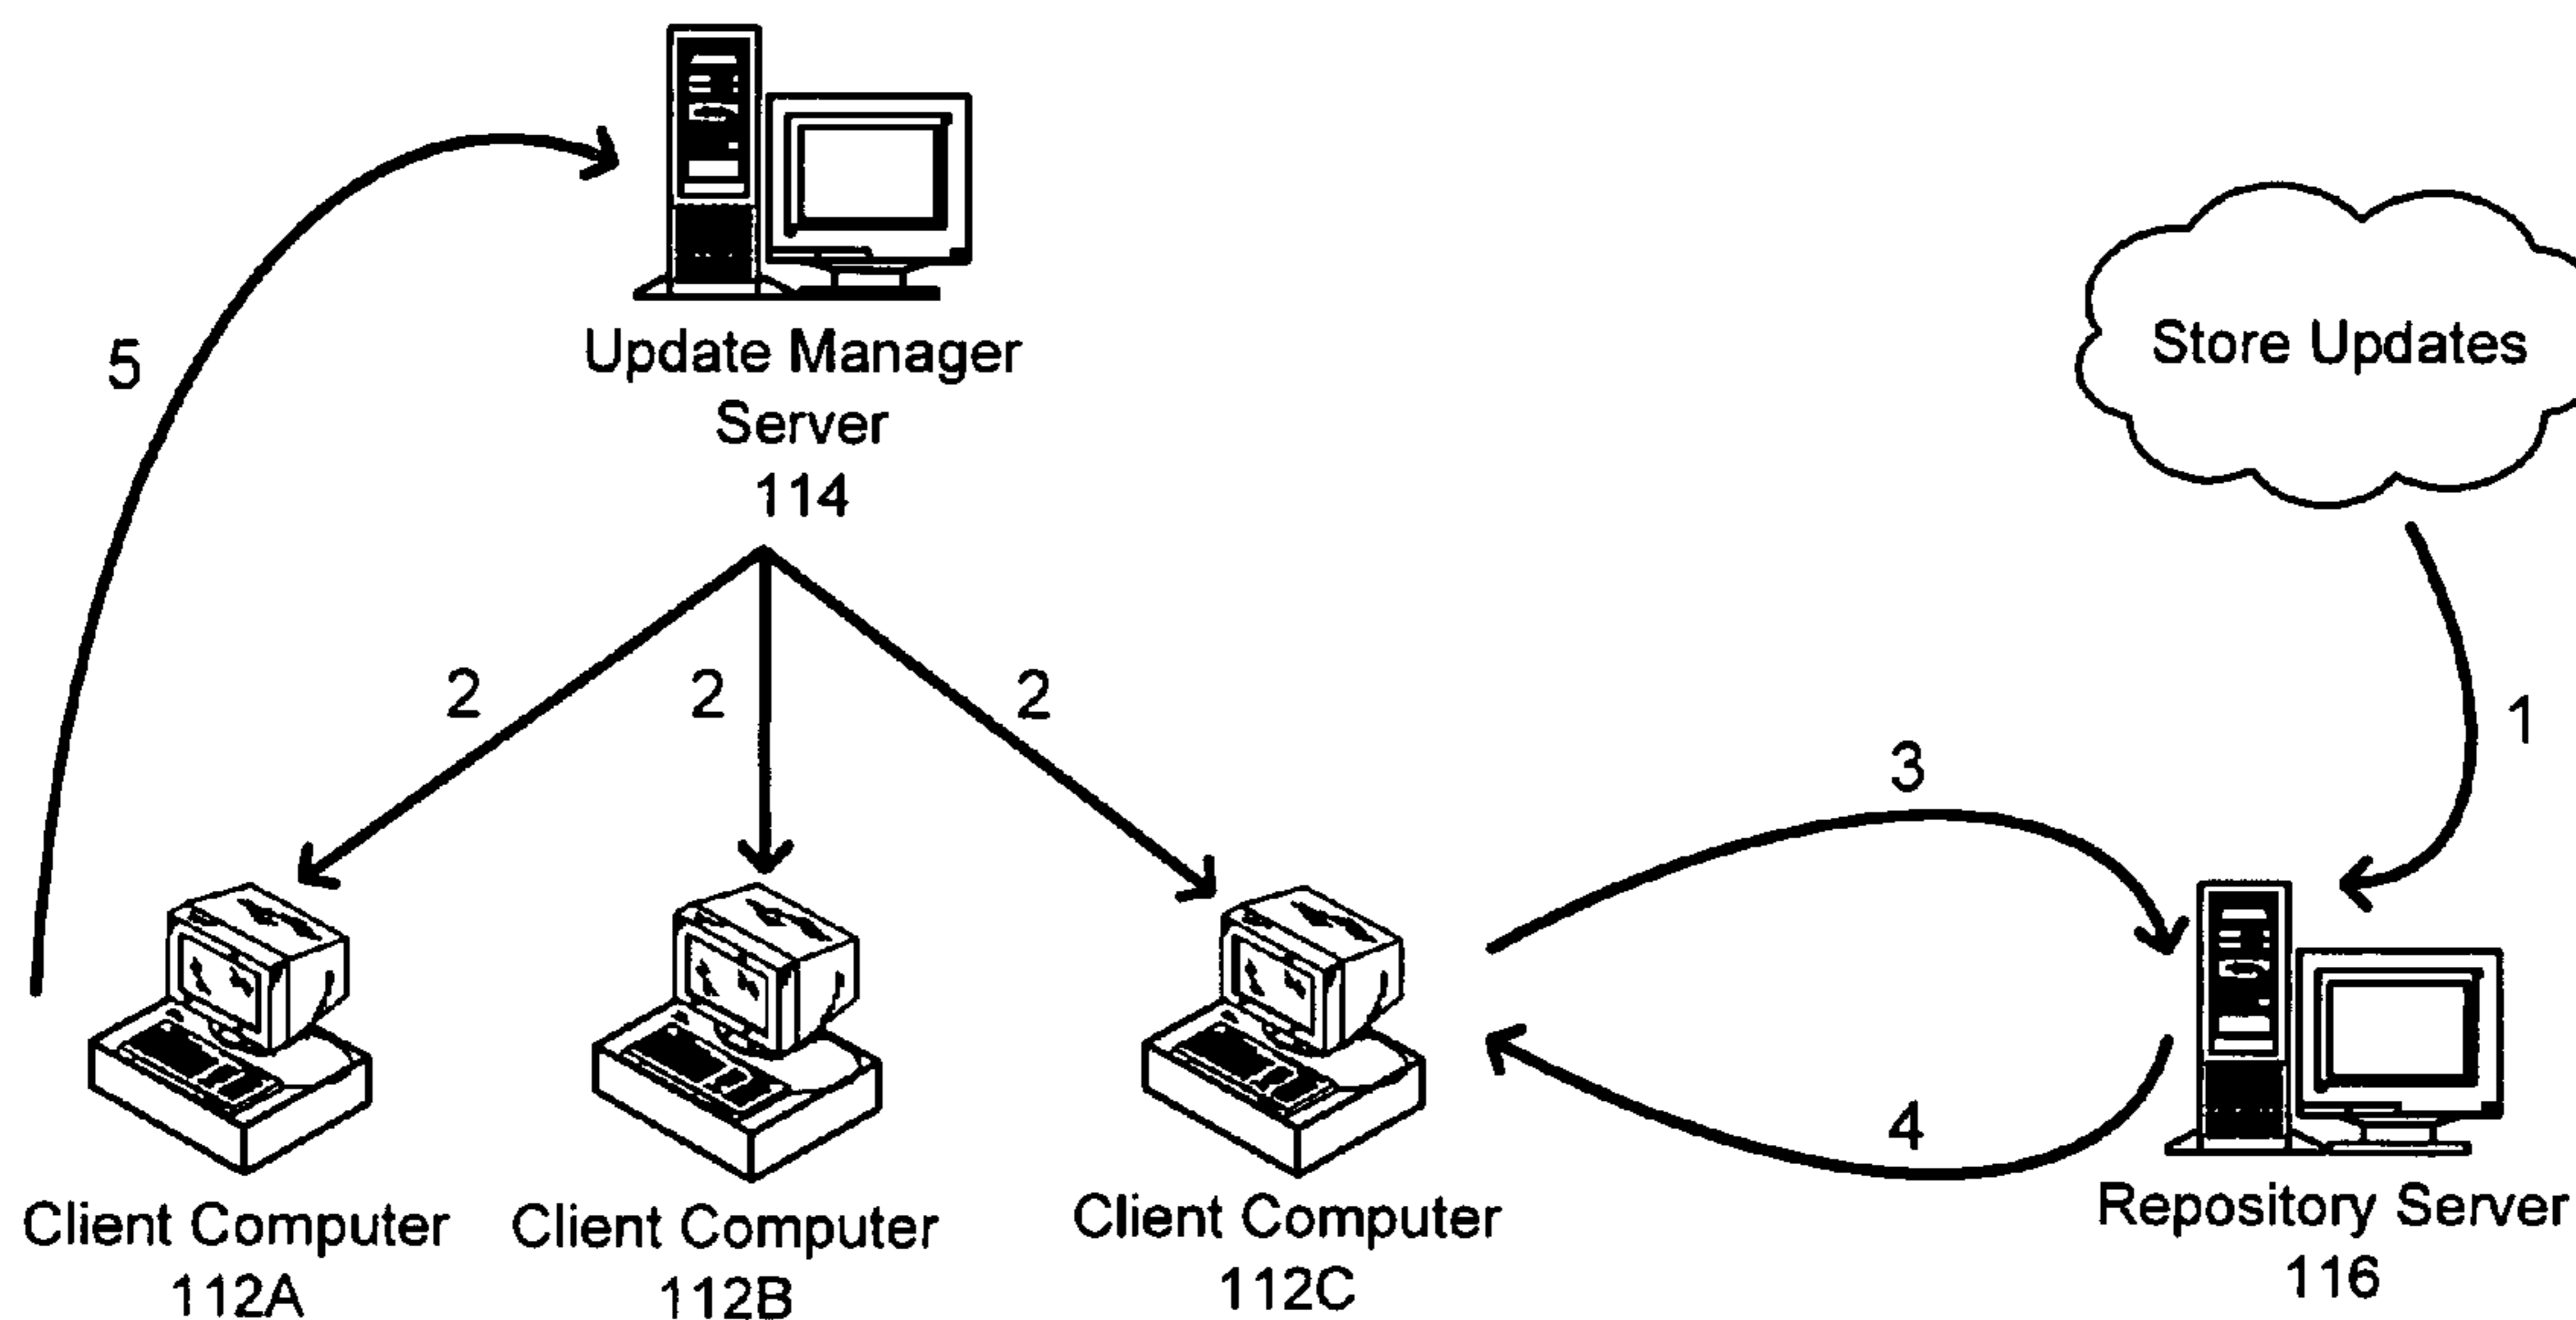 Update Manager
Server
114
Store Updates
5
2
2
2
1
3
4
Client Computer
112A
Client Computer
112B
Client Computer
112C
Repository Server
116